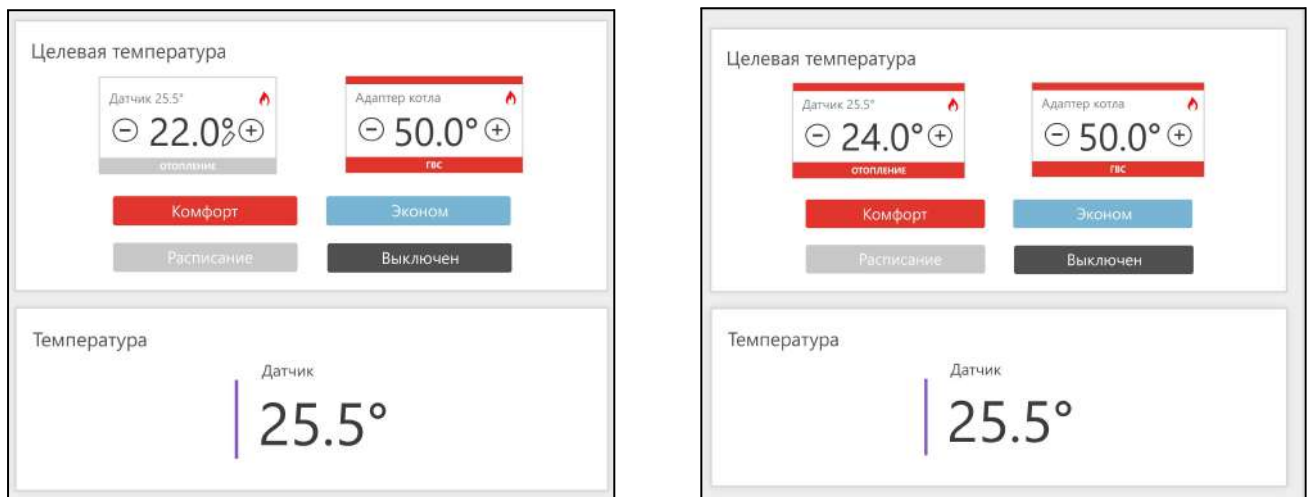 Целевая температура
Датчик 25.5°
22.0°
отопление
Адаптер котла
50.0°
ГВС
Комфорт
Эконом
Расписание
Выключен
Температура
Датчик
25.5°
Целевая температура
Датчик 25.5°
24.0°
отопление
Адаптер котла
50.0°
ГВС
Комфорт
Эконом
Расписание
Выключен
Температура
Датчик
25.5°